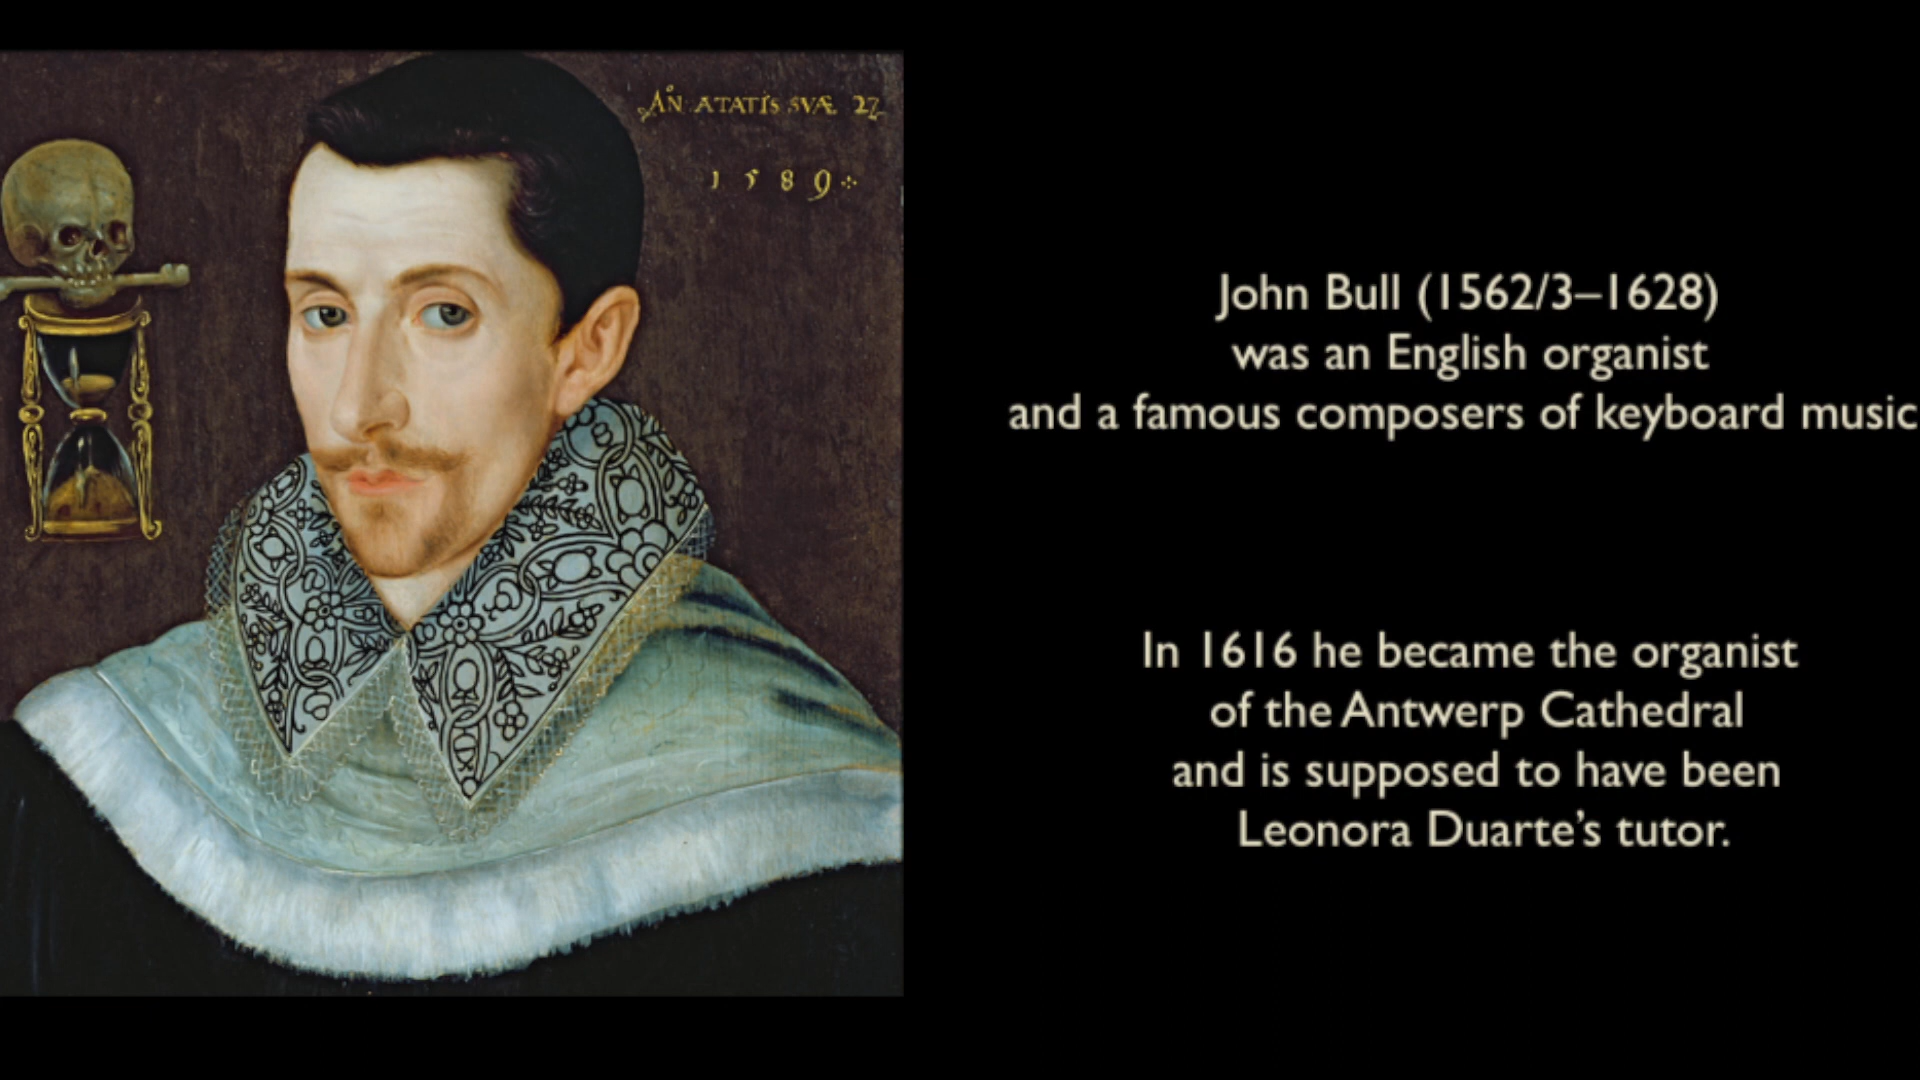 AN ATATIS SVÆ 27
1589
John Bull (1562/3–1628)
was an English organist
and a famous composers of keyboard music
In 1616 he became the organist
of the Antwerp Cathedral
and is supposed to have been
Leonora Duarte’s tutor.